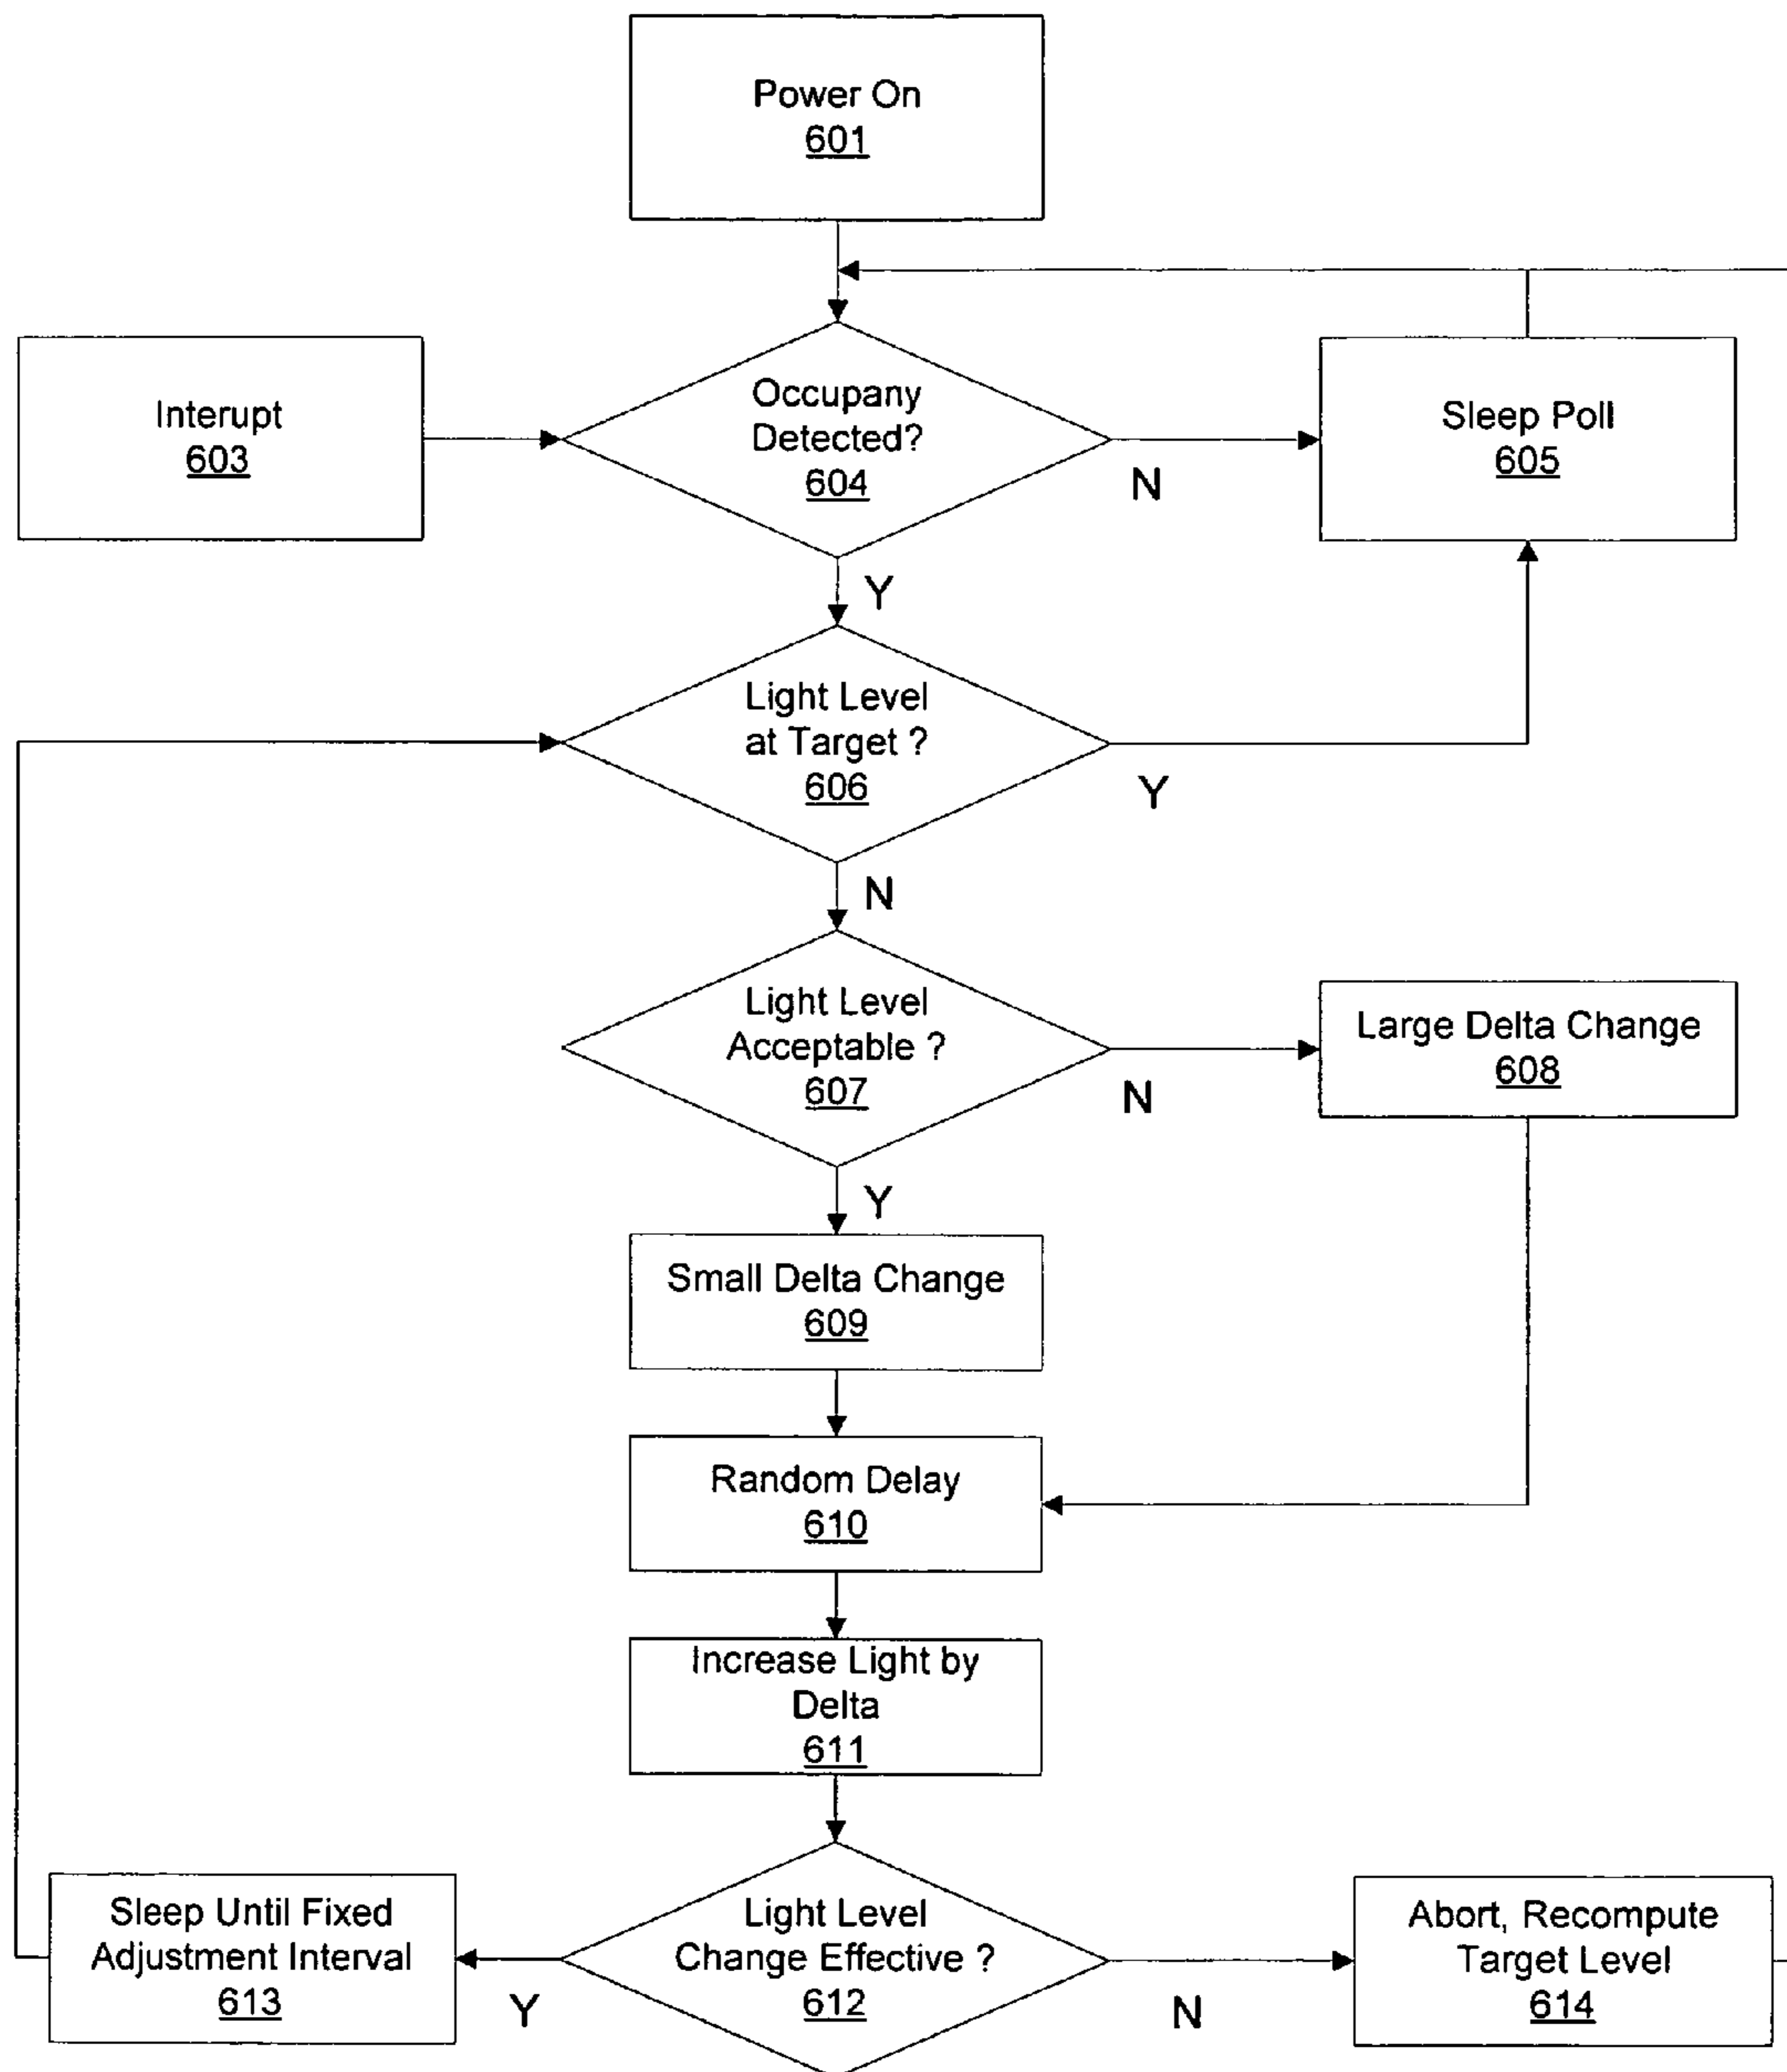 Power On
601
Interupt
603
Occupany
Detected?
604
N
Sleep Poll
605
Y
Light Level
at Target ?
606
Y
N
Light Level
Acceptable ?
607
N
Large Delta Change
608
Y
Small Delta Change
609
Random Delay
610
Increase Light by
Delta
611
Sleep Until Fixed
Adjustment Interval
613
Y
Light Level
Change Effective ?
612
N
Abort, Recompute
Target Level
614